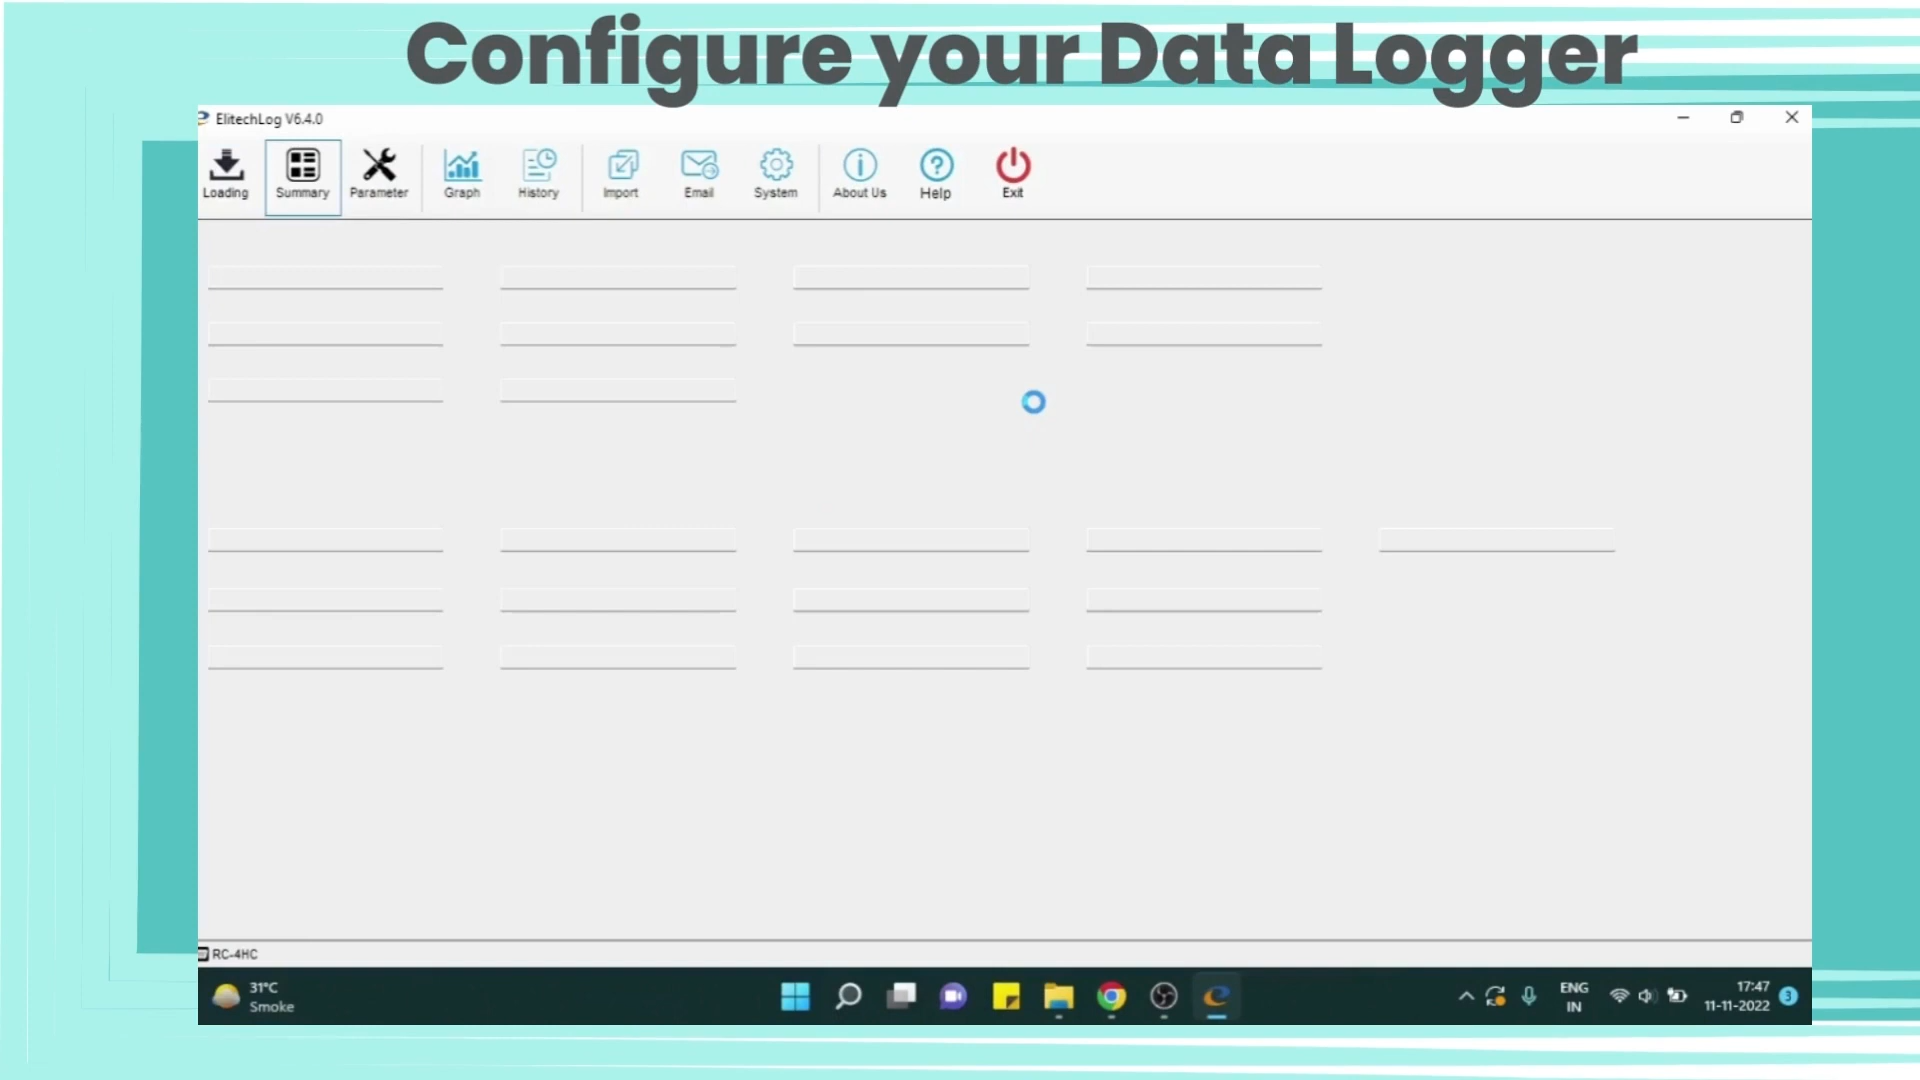 Configure your Data Logger
ElitechLog V6.4.0
Loading Summary Parameter Graph History Import Email System About Us Help Exit
RC-4HC
31°C
Smoke
ENG
IN
17:47
11-11-2022
3